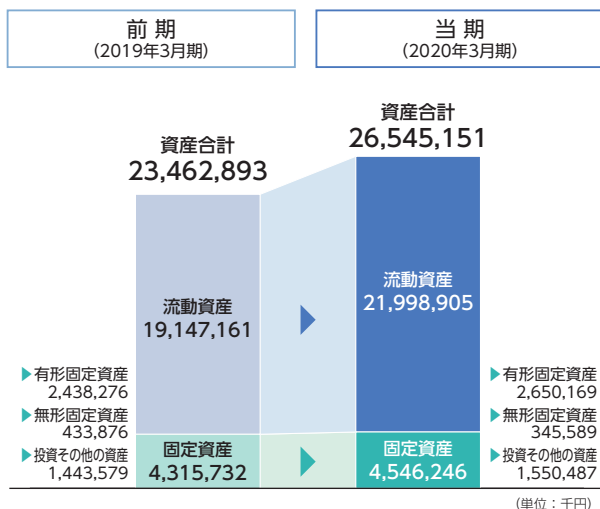 前期
(2019年3月期)
当期
(2020年3月期)
資産合計
23,462,893
資産合計
26,545,151
流動資産
19,147,161
流動資産
21,998,905
▶有形固定資産
2,438,276
▶無形固定資産
433,876
▶投資その他の資産
1,443,579
固定資産
4,315,732
固定資産
4,546,246
▶有形固定資産
2,650,169
▶無形固定資産
345,589
▶投資その他の資産
1,550,487
(単位：千円)